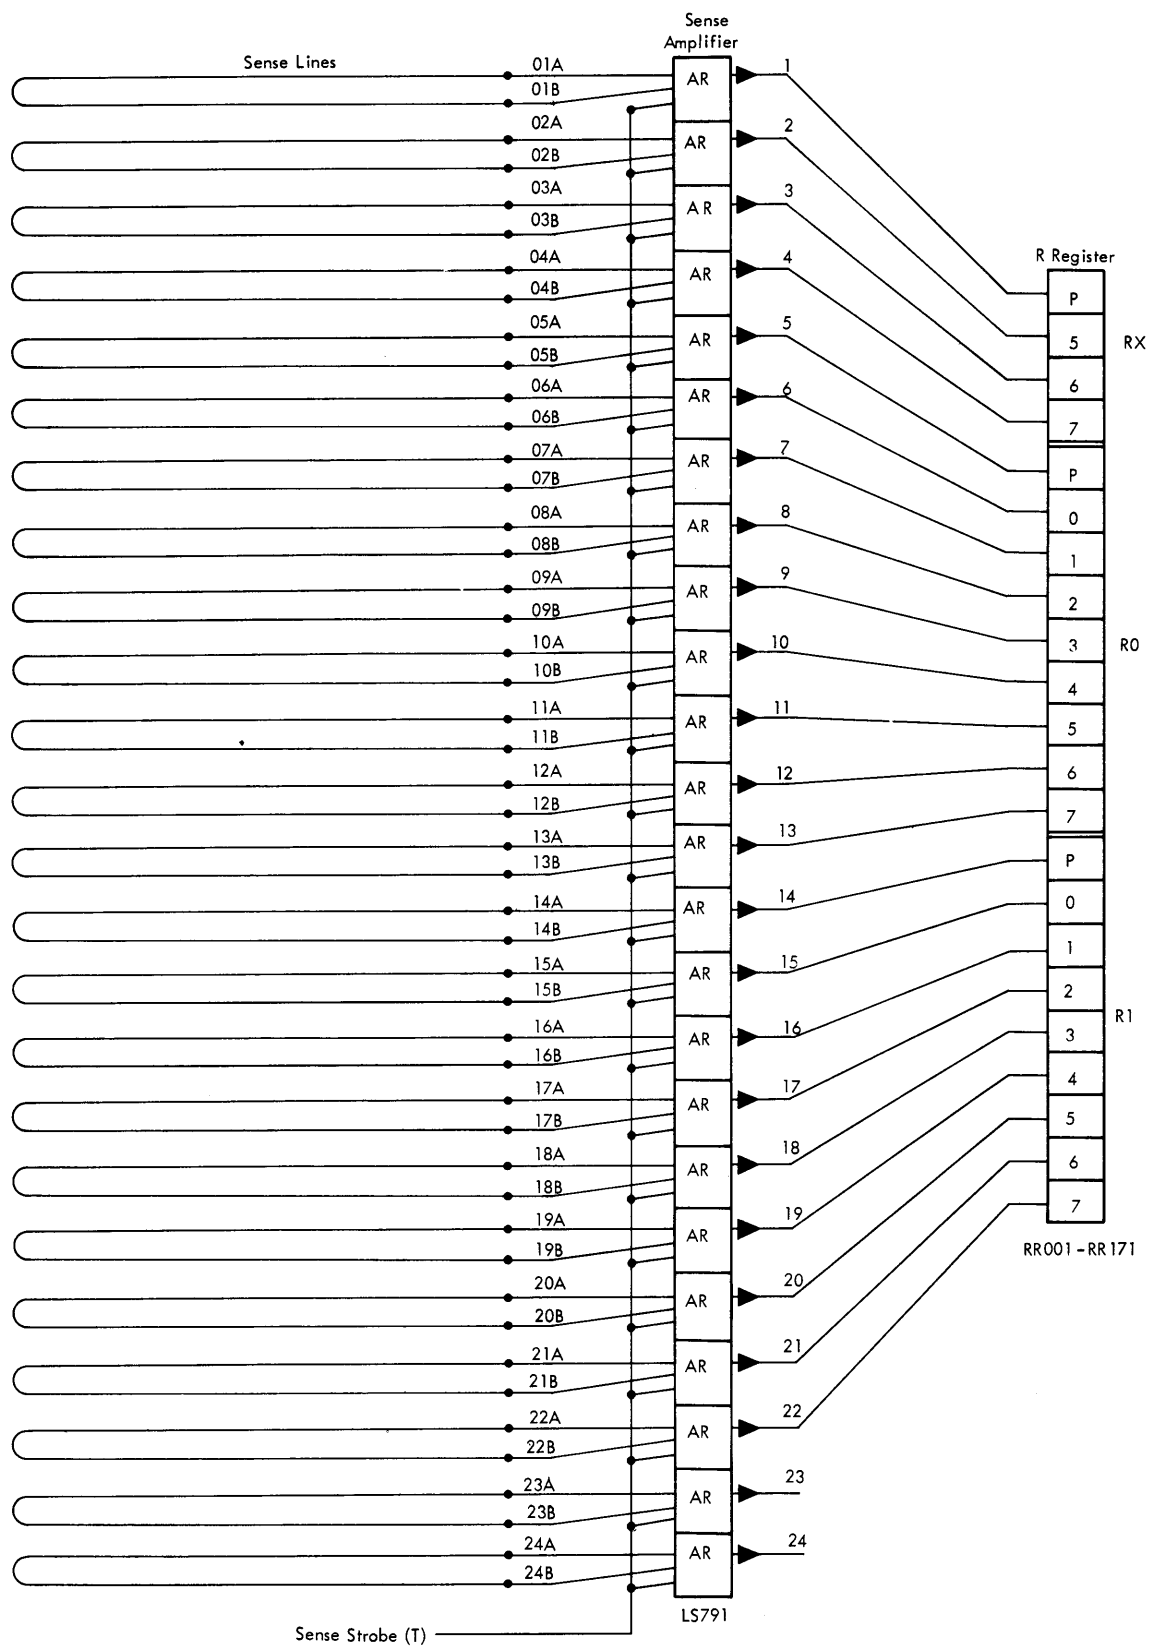 Sense
Amplifier
Sense Lines
01A
AR
1
01B
02A
AR
2
02B
03A
AR
3
03B
R Register
04A
AR
4
04B
P
05A
AR
5
05B
5
RX
06A
AR
6
06B
6
07A
AR
7
07B
7
08A
AR
8
08B
P
09A
AR
9
09B
0
10A
AR
10
10B
1
11A
AR
11
11B
2
12A
AR
12
12B
3
R0
13A
AR
13
13B
4
14A
AR
14
14B
5
15A
AR
15
15B
6
16A
AR
16
16B
7
17A
AR
17
17B
P
18A
AR
18
18B
0
19A
AR
19
19B
1
20A
AR
20
20B
2
R1
21A
AR
21
21B
3
22A
AR
22
22B
4
23A
AR
23
23B
5
24A
AR
24
24B
6
7
RR001-RR171
LS791
Sense Strobe (T)